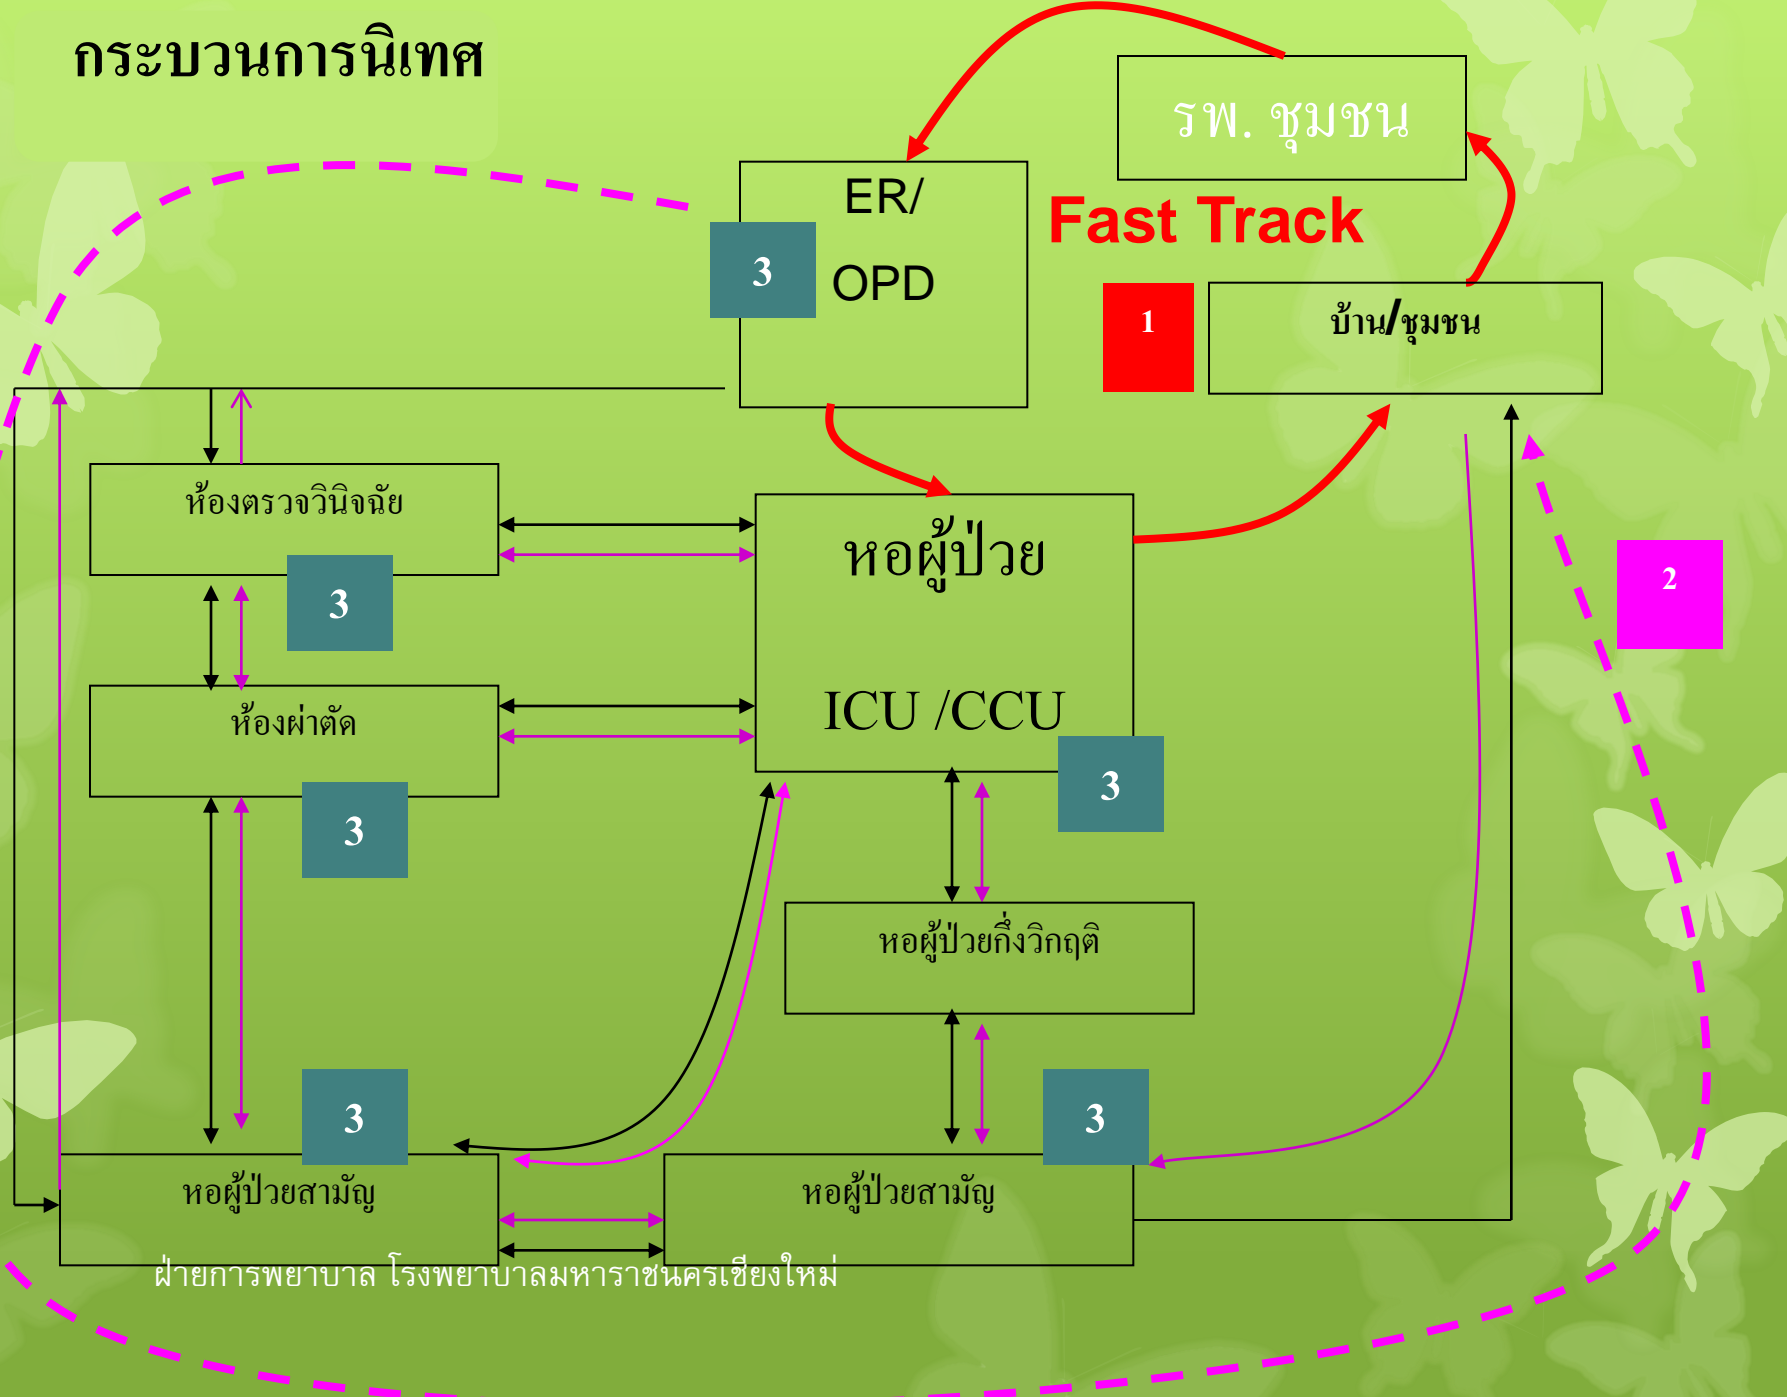 กระบวนการนิเทศ
รพ. ชุมชน
ER/
OPD
3
Fast Track
1
บ้าน/ชุมชน
ห้องตรวจวินิจฉัย
3
หอผู้ป่วย
ICU /CCU
3
2
ห้องผ่าตัด
3
หอผู้ป่วยกึ่งวิกฤติ
3
3
หอผู้ป่วยสามัญ
หอผู้ป่วยสามัญ
ฝ่ายการพยาบาล โรงพยาบาลมหาราชนครเชียงใหม่